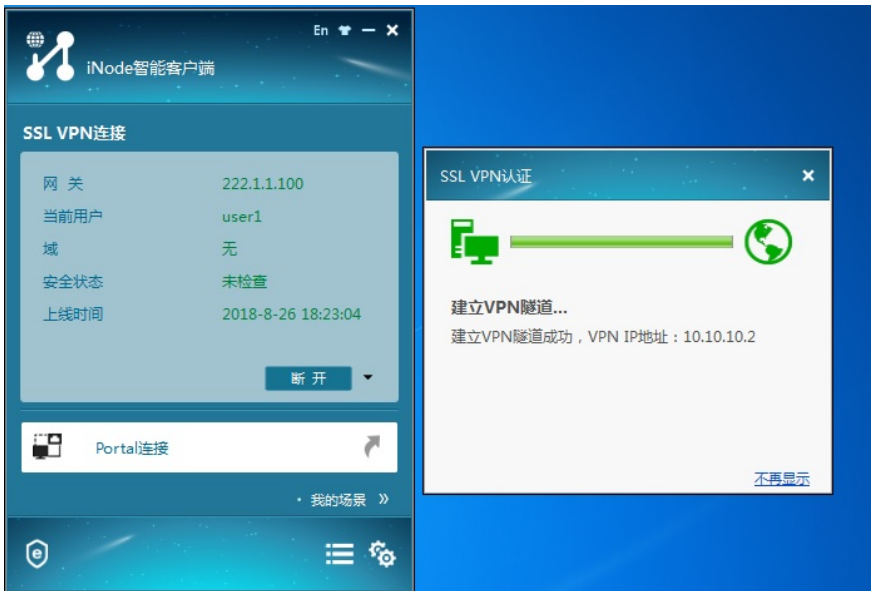 En
iNode智能客户端
SSL VPN连接
网 关 222.1.1.100
当前用户 user1
域 无
安全状态 未检查
上线时间 2018-8-26 18:23:04
断 开
Portal连接
· 我的场景 »
SSL VPN认证
建立VPN隧道...
建立VPN隧道成功，VPN IP地址：10.10.10.2
不再显示